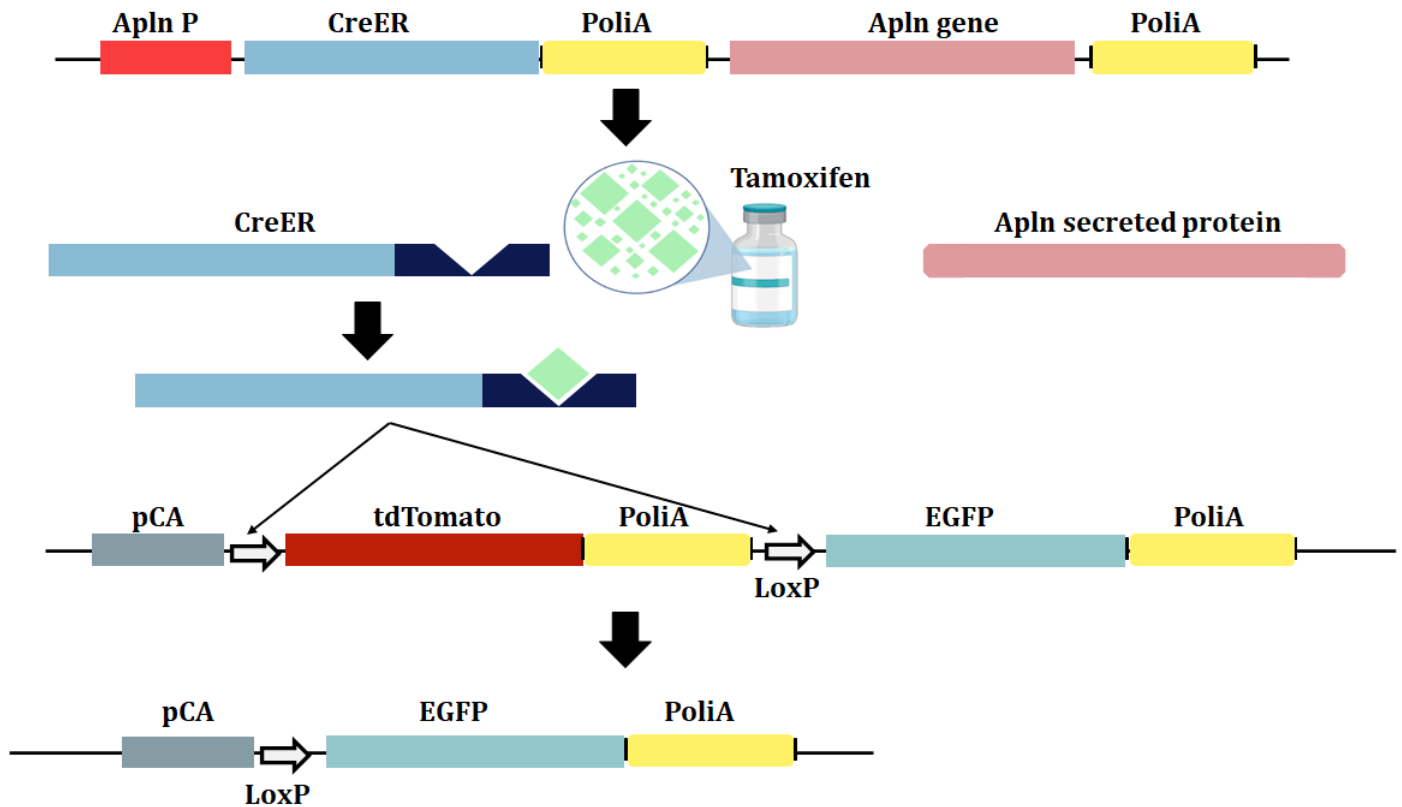 Apln P CreER PoliA Apln gene PoliA
Tamoxifen
CreER Apln secreted protein
pCA tdTomato PoliA EGFP PoliA
LoxP
pCA EGFP PoliA
LoxP